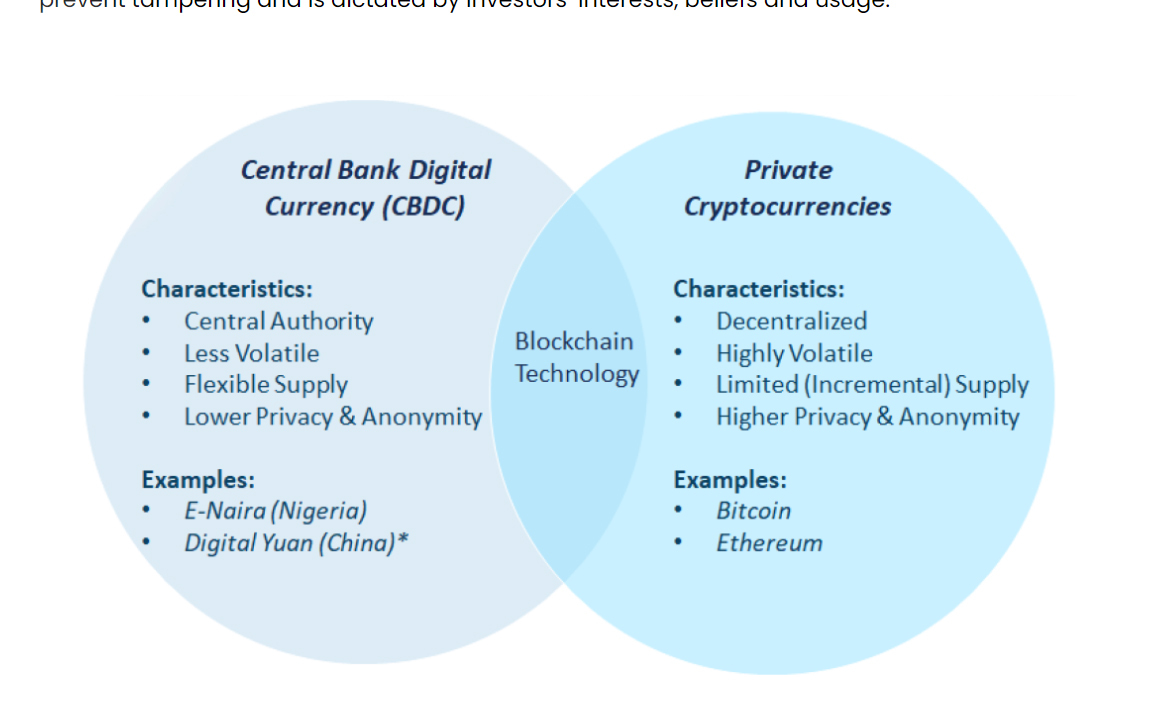 prevent tampering and is dictated by investors' interests, beliefs and usage.
Central Bank Digital
Currency (CBDC)
Characteristics:
• Central Authority
• Less Volatile
• Flexible Supply
• Lower Privacy & Anonymity
Examples:
• E-Naira (Nigeria)
• Digital Yuan (China)*
Blockchain
Technology
Private
Cryptocurrencies
Characteristics:
• Decentralized
• Highly Volatile
• Limited (Incremental) Supply
• Higher Privacy & Anonymity
Examples:
• Bitcoin
• Ethereum